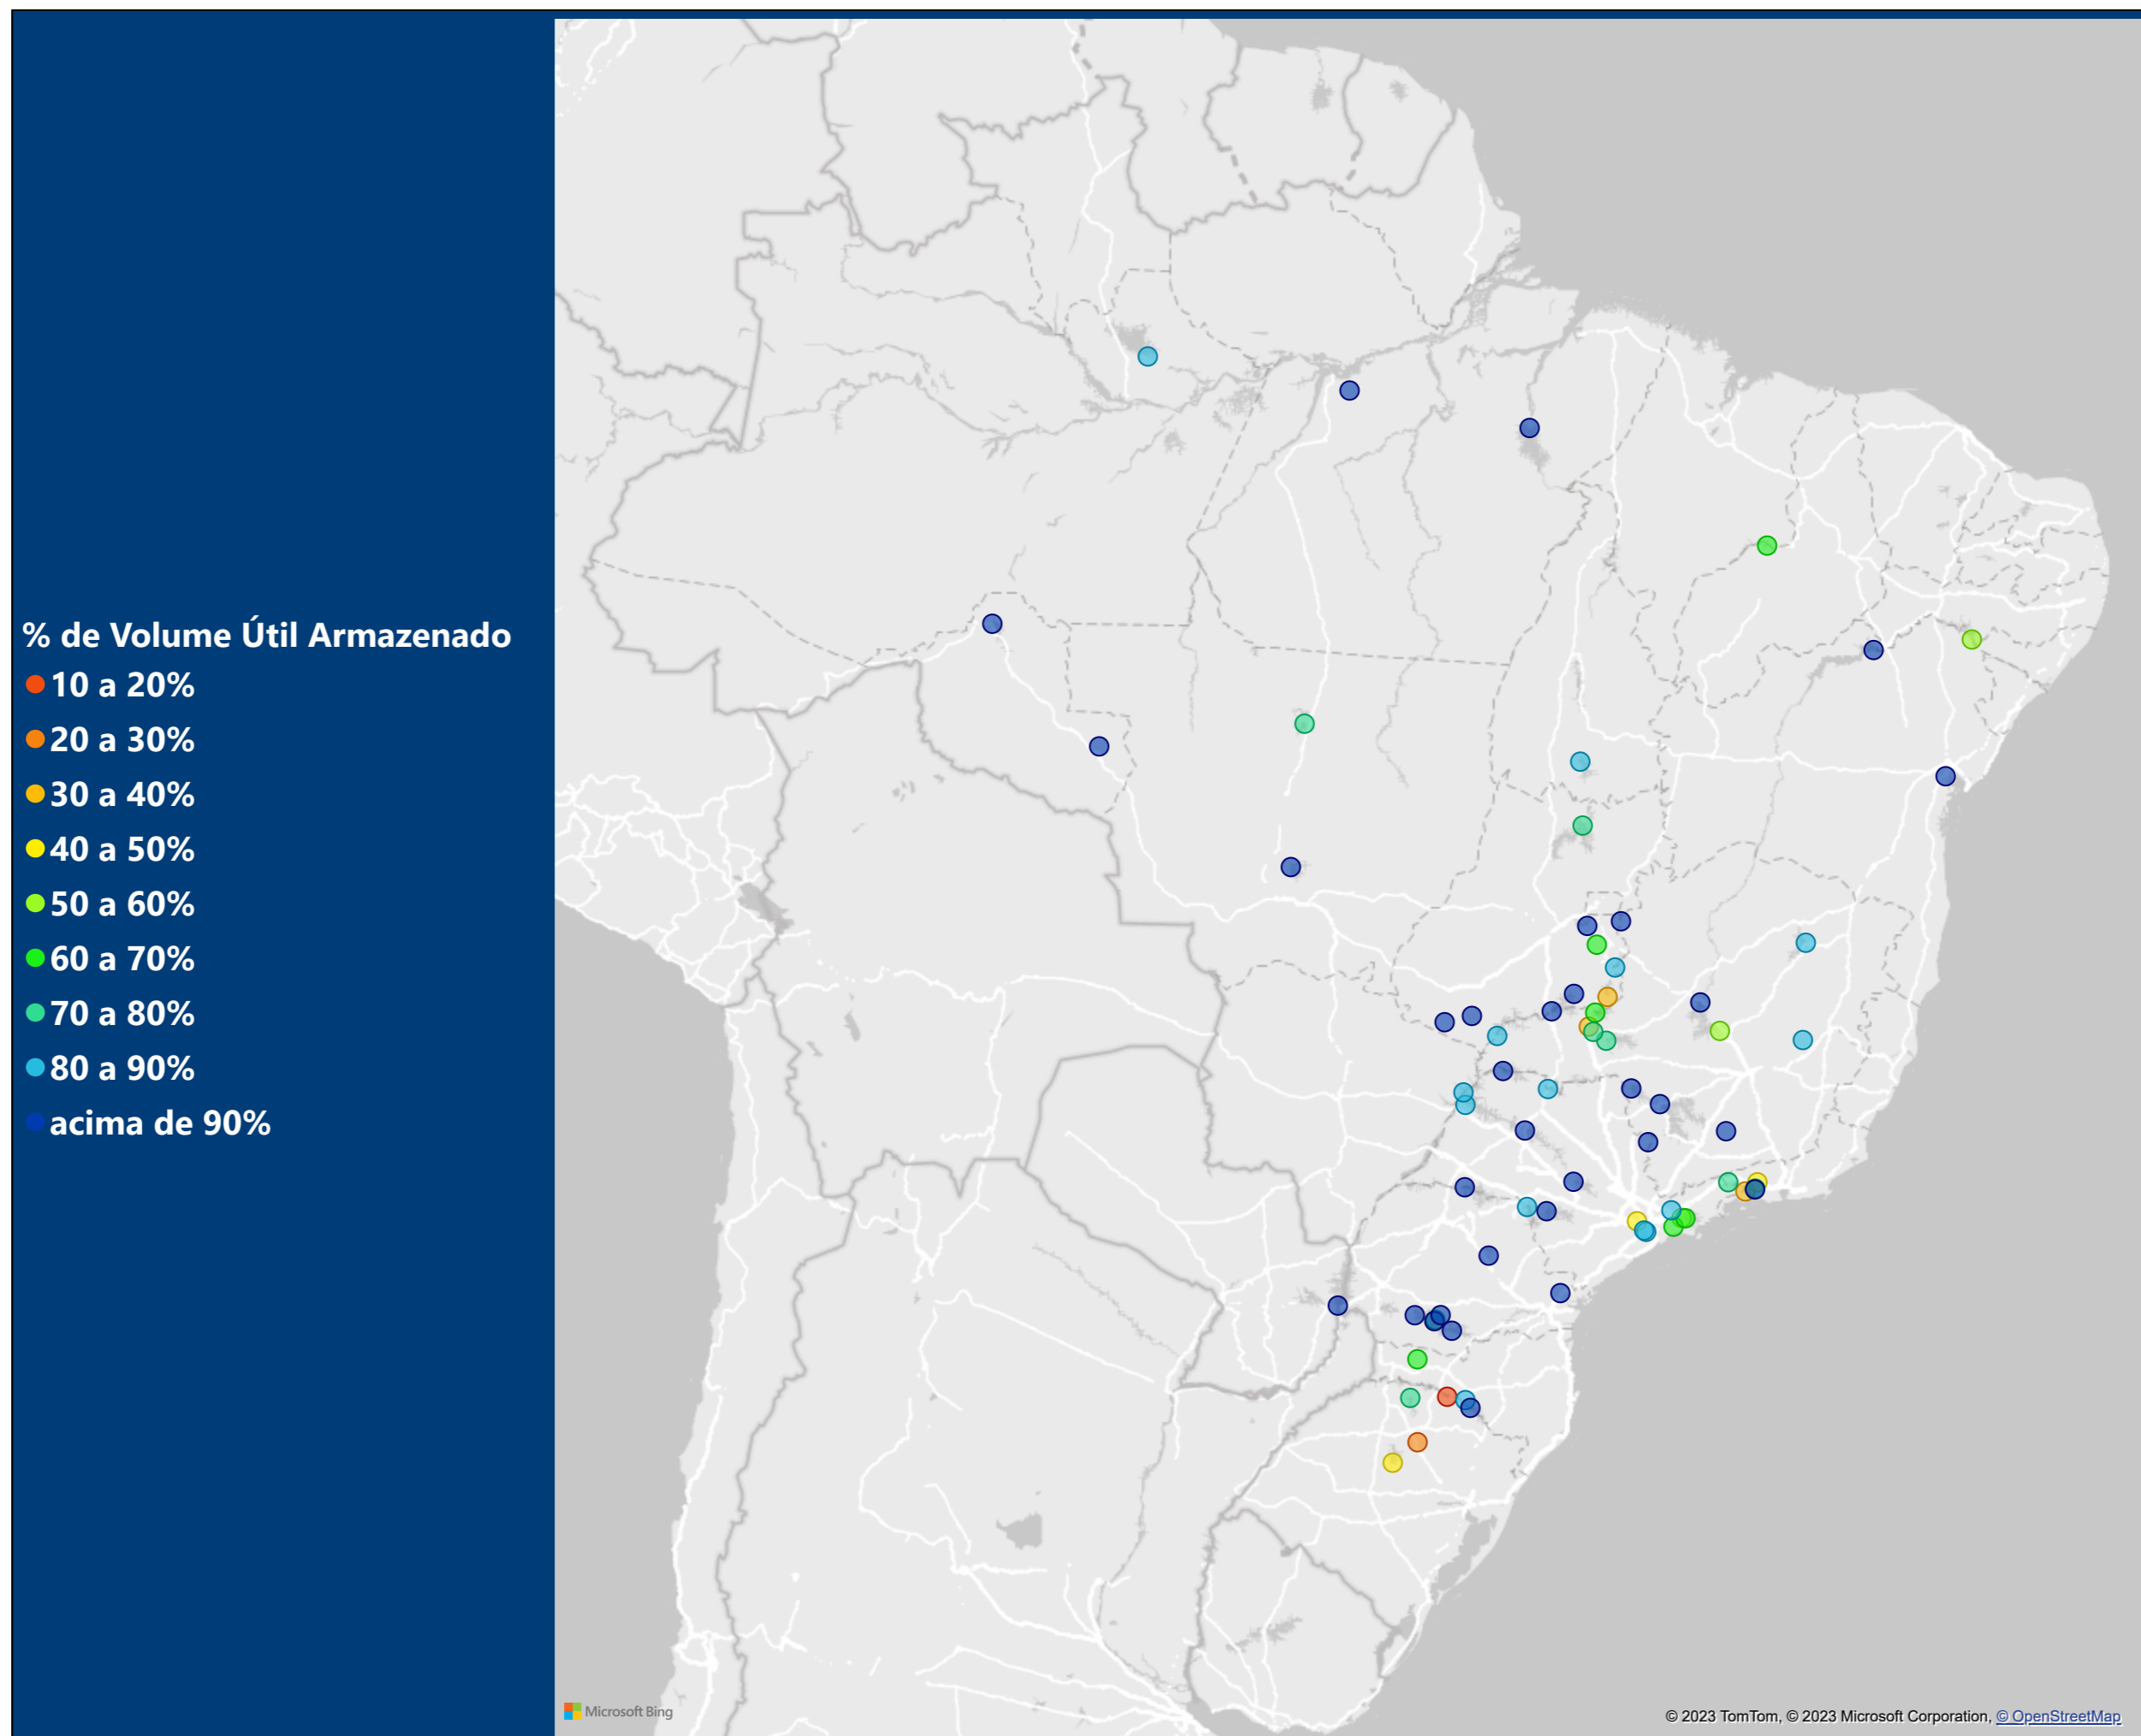 % de Volume Útil Armazenado
10 a 20%
20 a 30%
30 a 40%
40 a 50%
50 a 60%
60 a 70%
70 a 80%
80 a 90%
acima de 90%
Microsoft Bing
© 2023 TomTom, © 2023 Microsoft Corporation, © OpenStreetMap